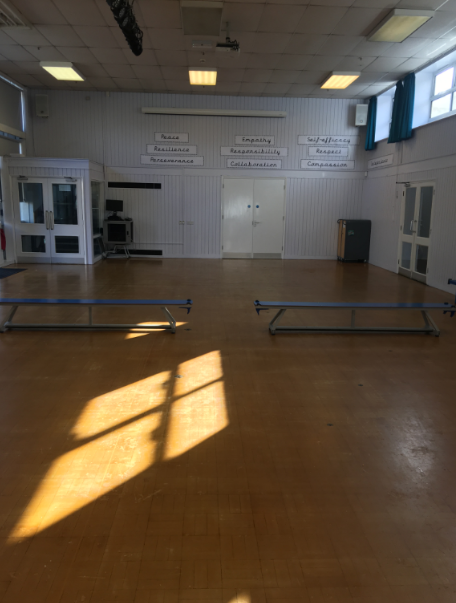 Peace
Resilience
Perseverance
Empathy
Responsibility
Collaboration
Self-efficacy
Respect
Compassion